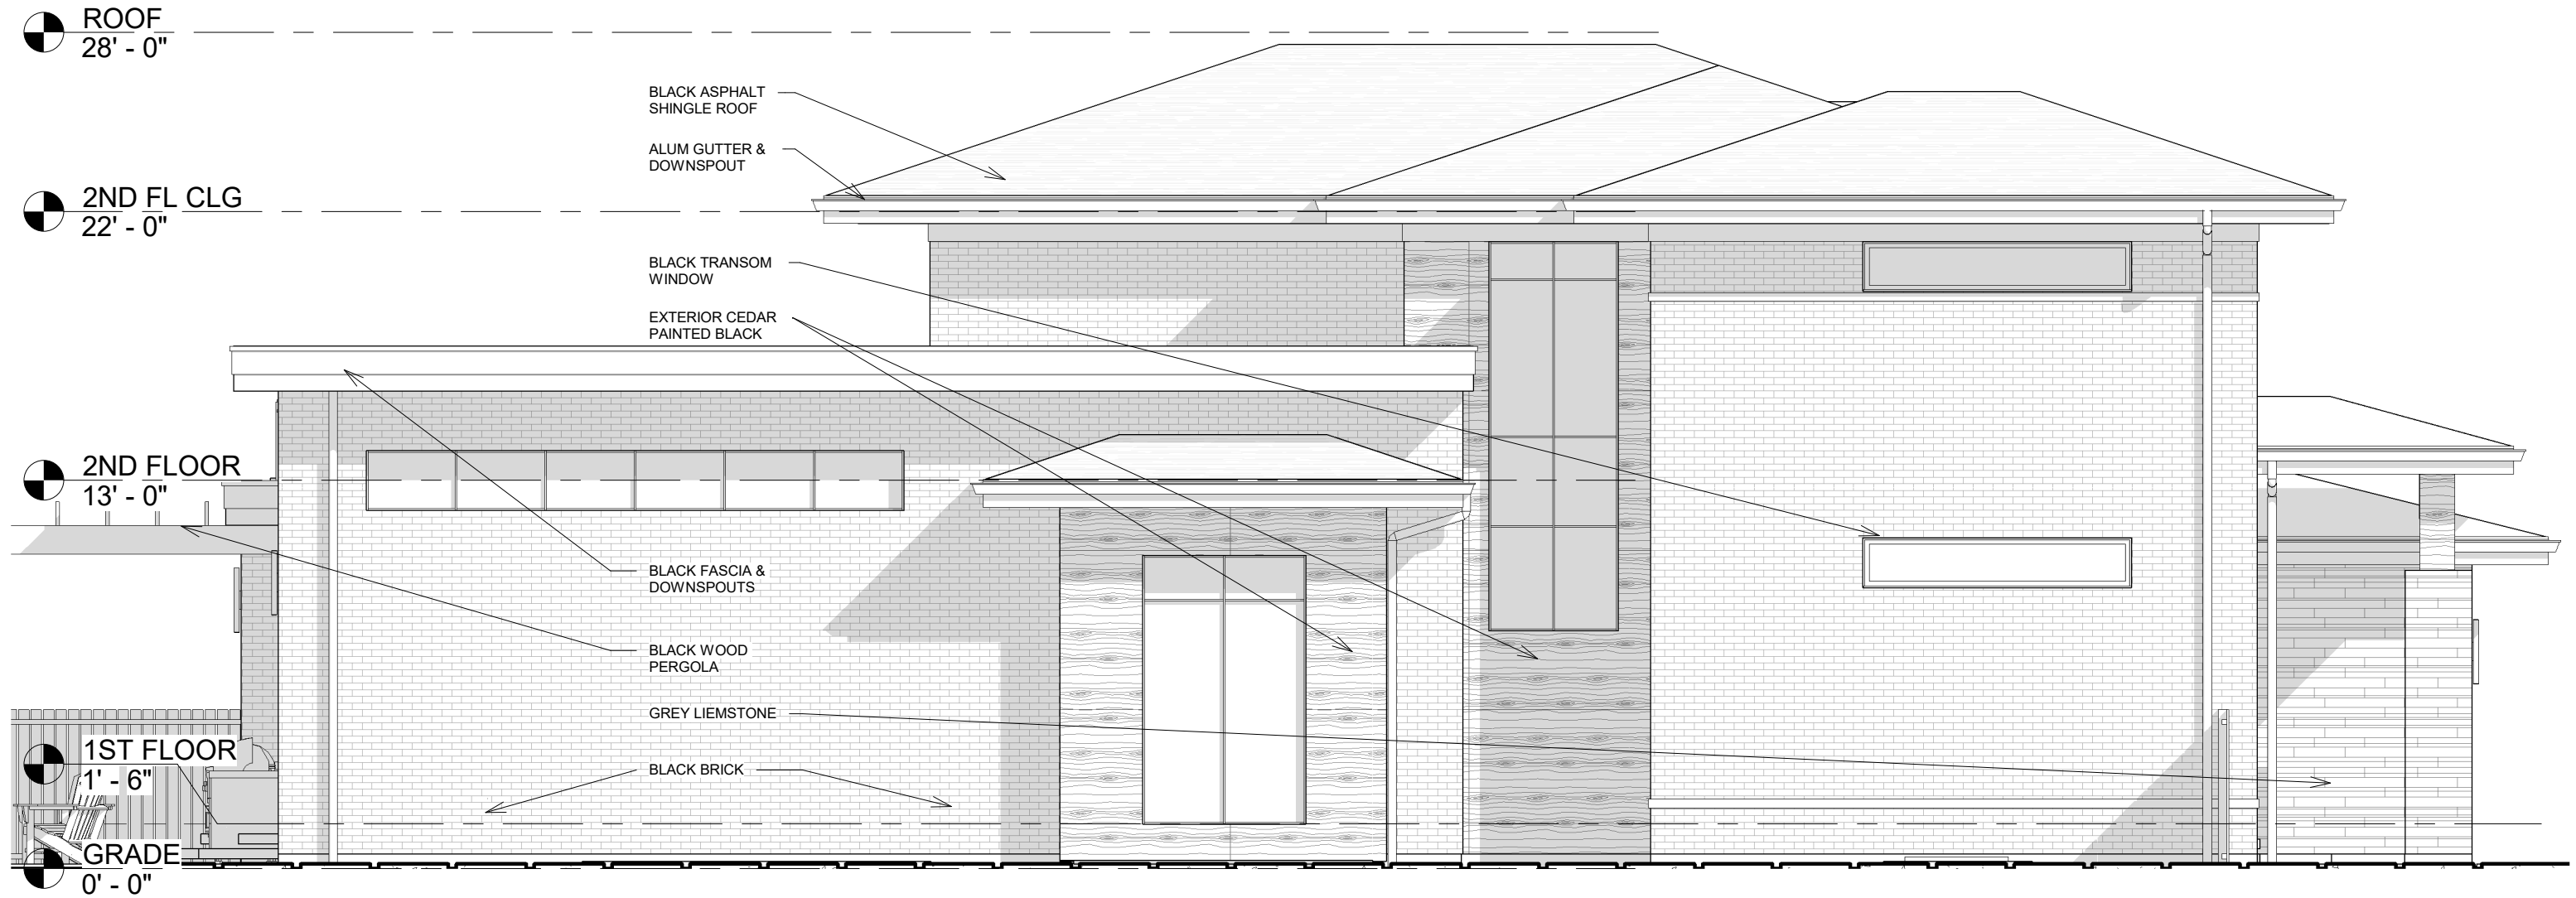 ROOF
28' - 0"
BLACK ASPHALT
SHINGLE ROOF
ALUM GUTTER &
DOWNSPOUT
2ND FL CLG
22' - 0"
BLACK TRANSOM
WINDOW
EXTERIOR CEDAR
PAINTED BLACK
2ND FLOOR
13' - 0"
BLACK FASCIA &
DOWNSPOUTS
BLACK WOOD
PERGOLA
GREY LIEMSTONE
1ST FLOOR
1' - 6"
BLACK BRICK
GRADE
0' - 0"